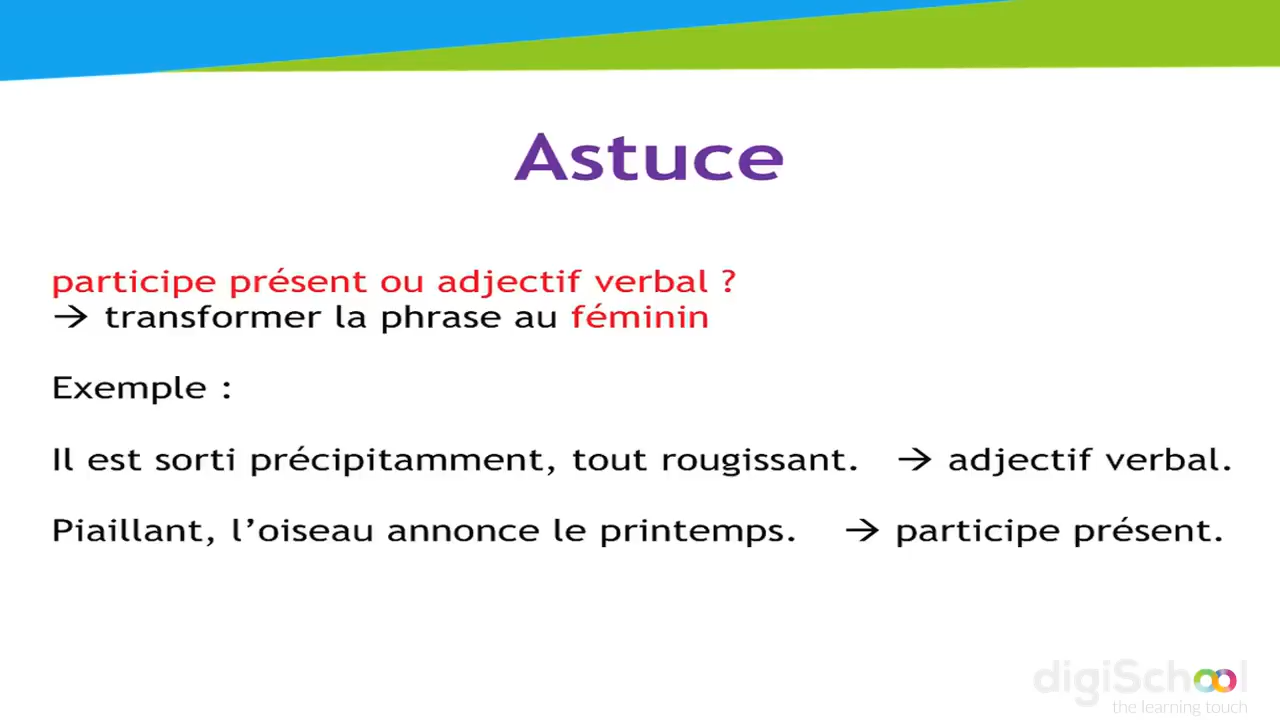 Astuce
participe présent ou adjectif verbal ?
→ transformer la phrase au féminin
Exemple :
Il est sorti précipitamment, tout rougissant. → adjectif verbal.
Piaillant, l’oiseau annonce le printemps. → participe présent.
digiSchool
the learning touch